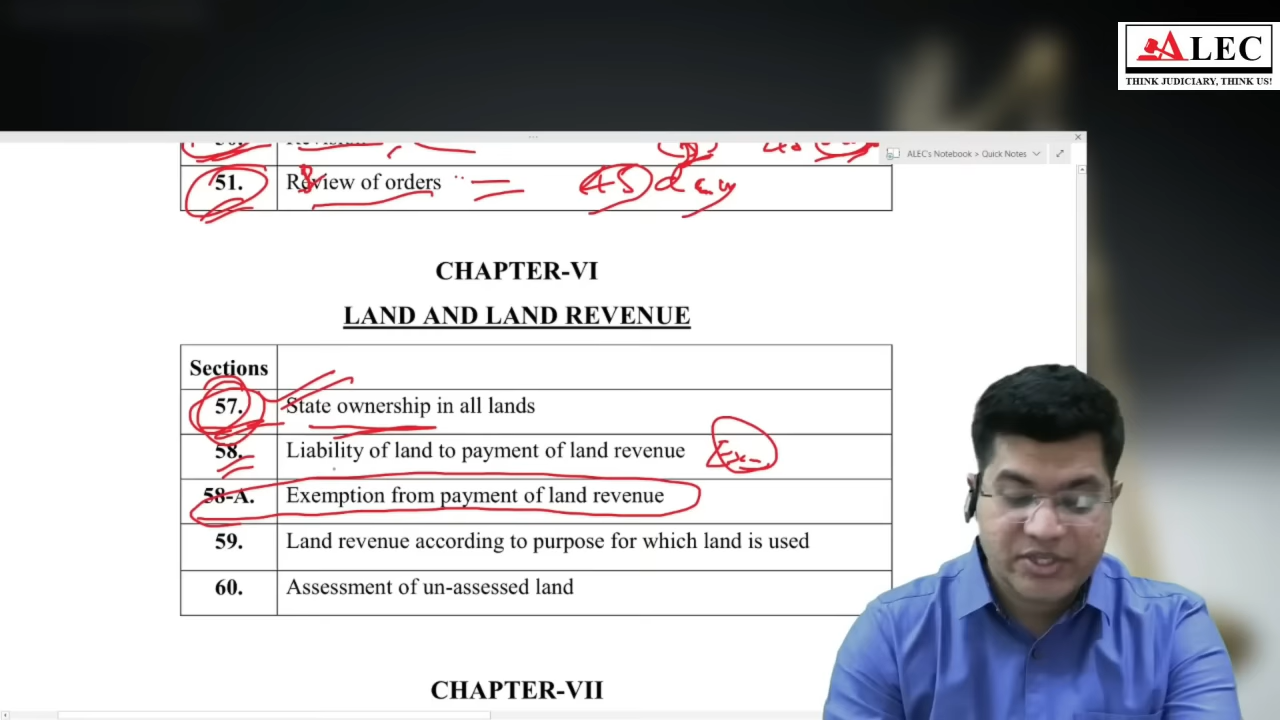 ALEC
THINK JUDICIARY, THINK US!
ALEC's Notebook > Quick Notes
51. Review of orders 45 day
CHAPTER-VI
LAND AND LAND REVENUE
Sections
57. State ownership in all lands
58. Liability of land to payment of land revenue Ex-
58-A. Exemption from payment of land revenue
59. Land revenue according to purpose for which land is used
60. Assessment of un-assessed land
CHAPTER-VII